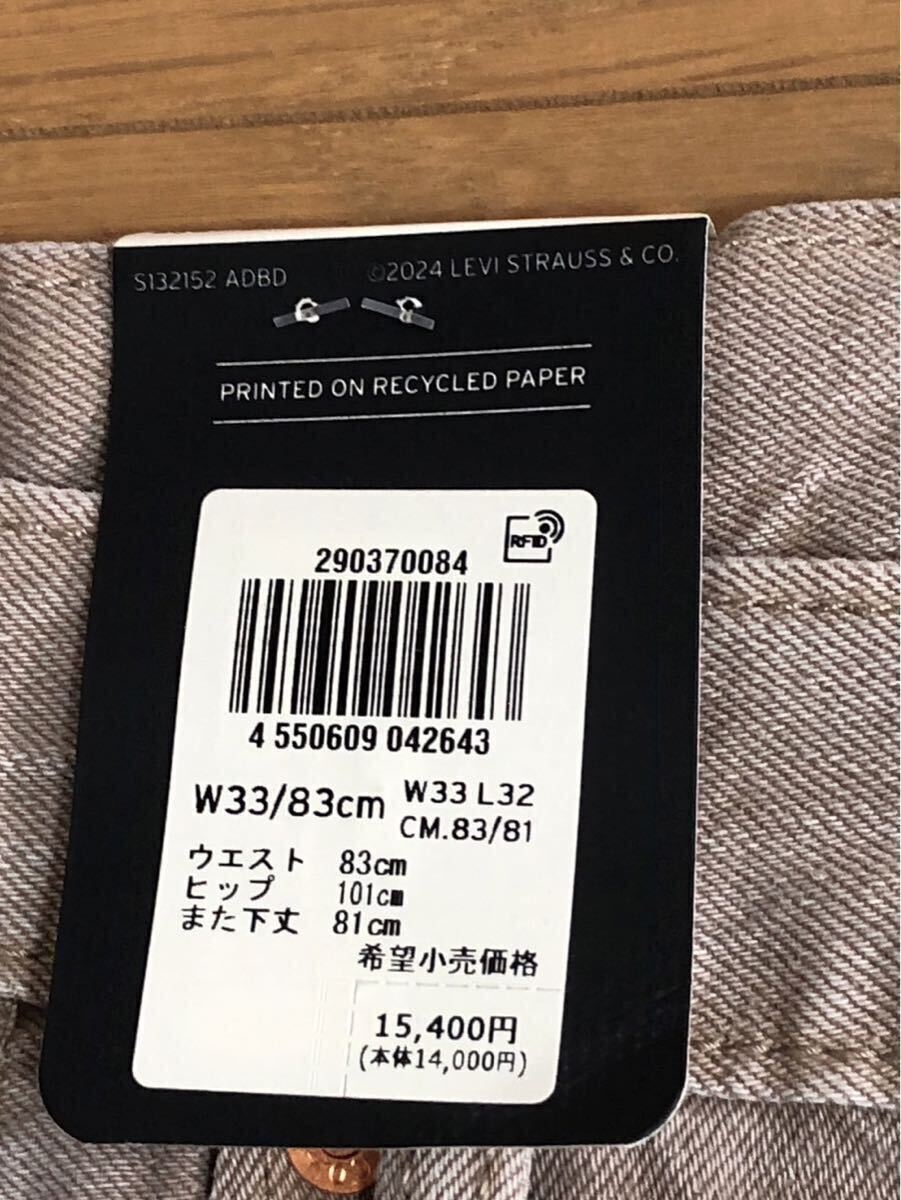 S132152 ADBD ©2024 LEVI STRAUSS & CO.
PRINTED ON RECYCLED PAPER
RFID
290370084
4 550609 042643
W33/83cm W33 L32
CM.83/81
ウエスト 83cm
ヒップ 101cm
また下丈 81cm
希望小売価格
15,400円
(本体14,000円)